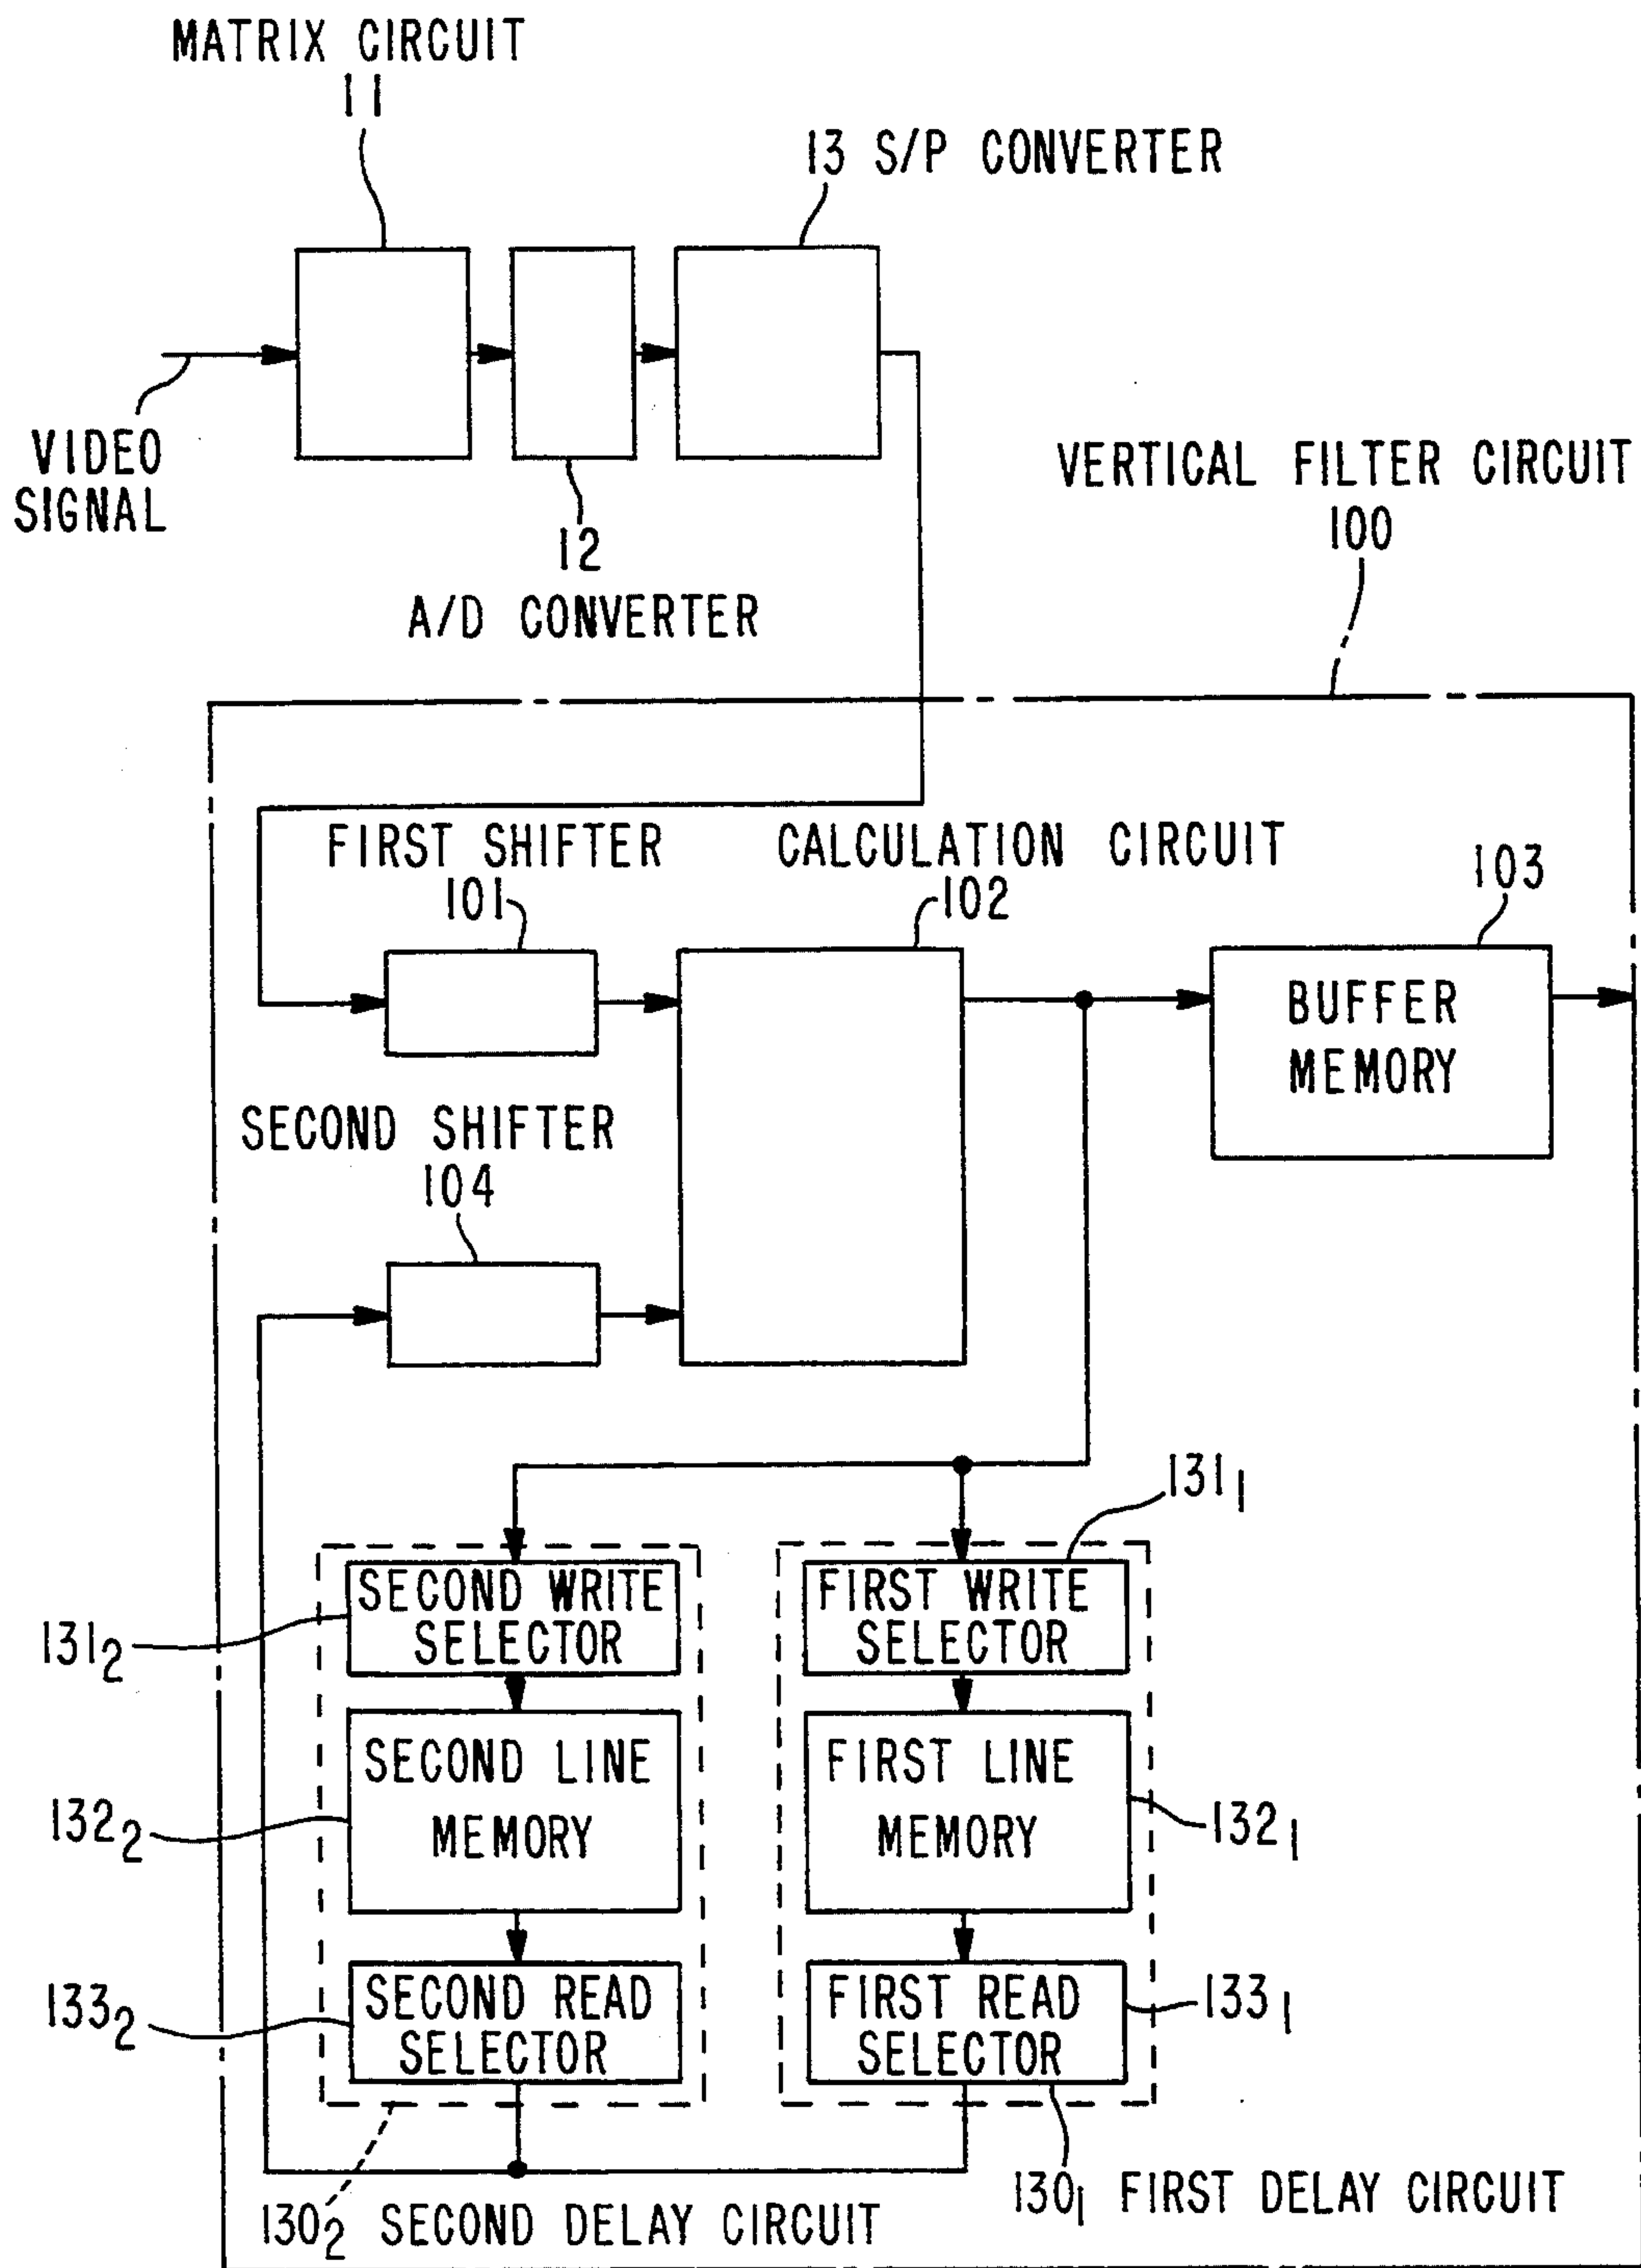 MATRIX CIRCUIT
11
13 S/P CONVERTER
VIDEO
SIGNAL
12
A/D CONVERTER
VERTICAL FILTER CIRCUIT
100
FIRST SHIFTER
101
CALCULATION CIRCUIT
102
103
BUFFER
MEMORY
SECOND SHIFTER
104
131₁
SECOND WRITE
SELECTOR
FIRST WRITE
SELECTOR
131₂
SECOND LINE
MEMORY
FIRST LINE
MEMORY
132₂
132₁
SECOND READ
SELECTOR
FIRST READ
SELECTOR
133₂
133₁
130₁ FIRST DELAY CIRCUIT
130₂ SECOND DELAY CIRCUIT